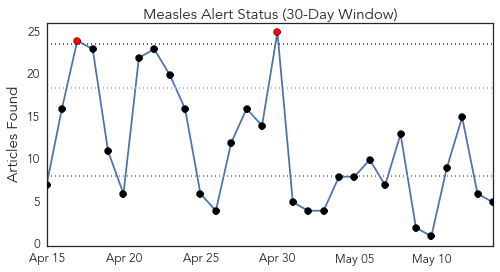 Measles Alert Status (30-Day Window)
Articles Found
25
20
15
10
5
0
Apr 15 Apr 20 Apr 25 Apr 30 May 05 May 10